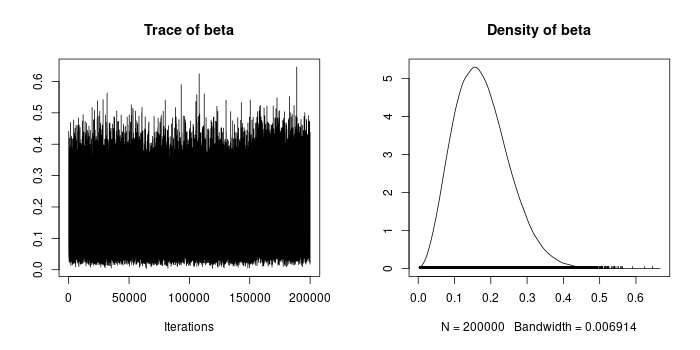 Trace of beta
0.6
0.5
0.4
0.3
0.2
0.1
0.0
0 50000 100000 150000 200000
Iterations
Density of beta
5
4
3
2
1
0
0.0 0.1 0.2 0.3 0.4 0.5 0.6
N = 200000 Bandwidth = 0.006914